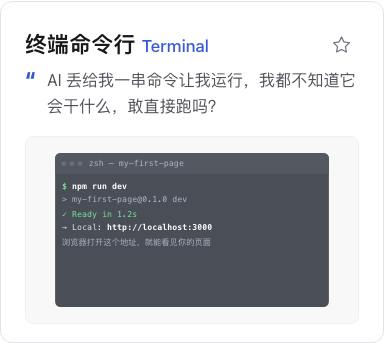 终端命令行 Terminal
“ AI 丢给我一串命令让我运行，我都不知道它
会干什么，敢直接跑吗？
zsh — my-first-page
$ npm run dev
> my-first-page@0.1.0 dev
✓ Ready in 1.2s
→ Local: http://localhost:3000
浏览器打开这个地址，就能看见你的页面